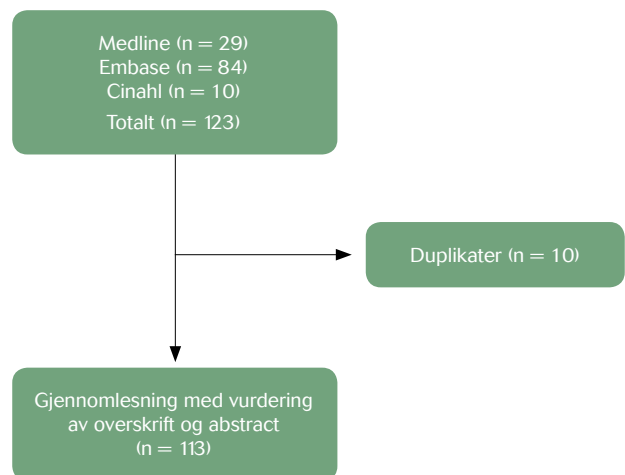 Medline (n = 29)
Embase (n = 84)
Cinahl (n = 10)
Totalt (n = 123)
Duplikater (n = 10)
Gjennomlesning med vurdering
av overskrift og abstract
(n = 113)